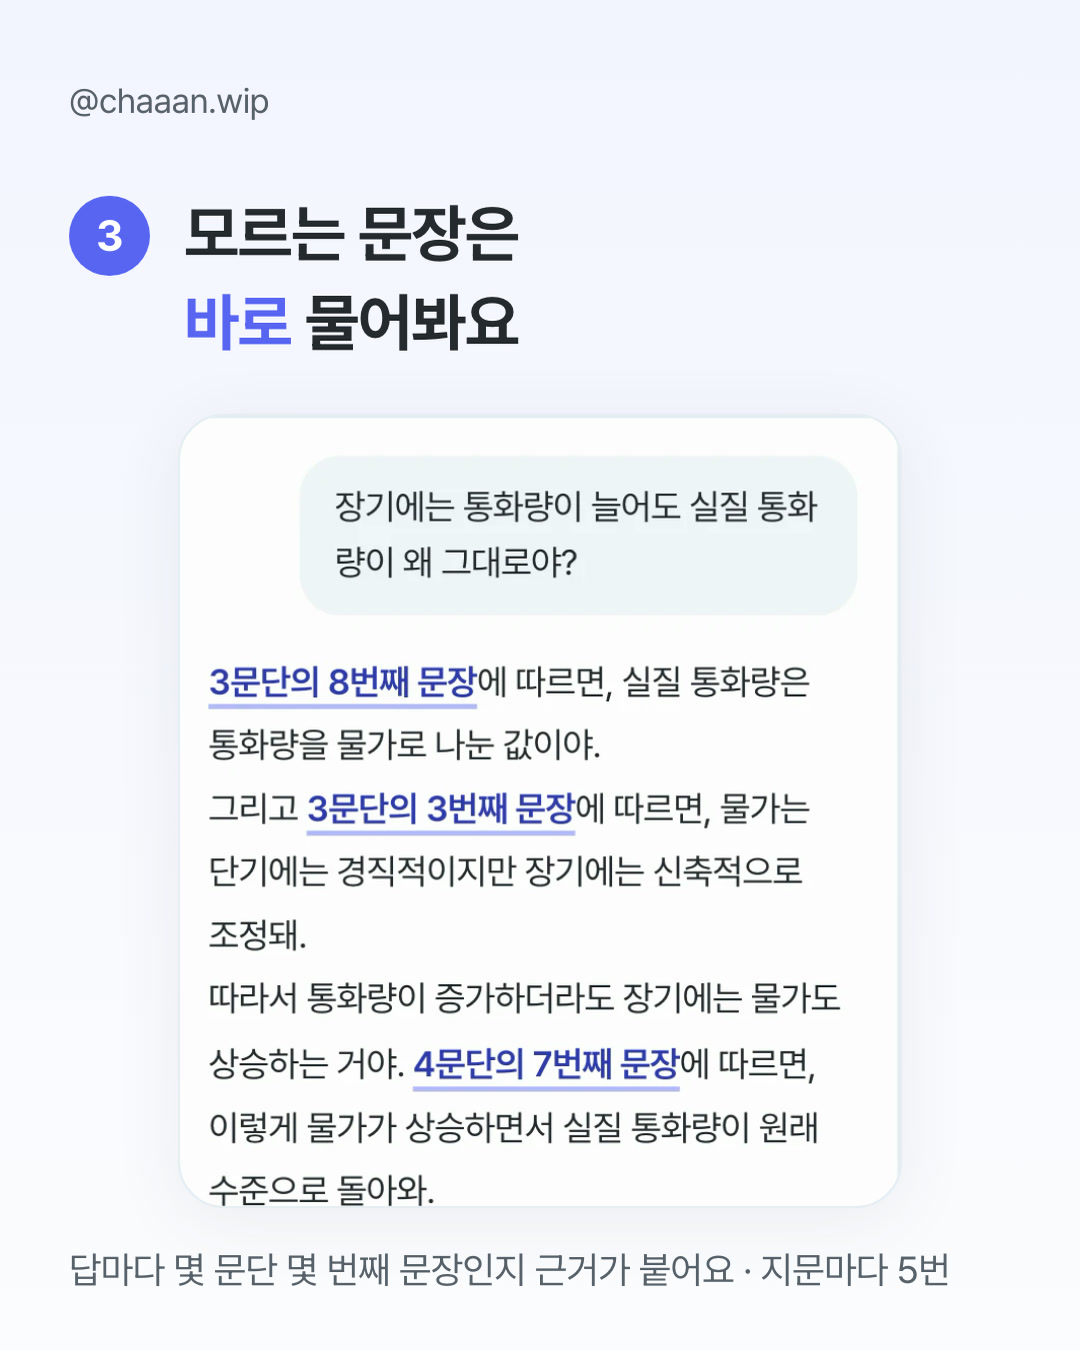 @chaaan.wip
3
모르는 문장은
바로 물어봐요
장기에는 통화량이 늘어도 실질 통화
량이 왜 그대로야?
3문단의 8번째 문장에 따르면, 실질 통화량은
통화량을 물가로 나눈 값이야.
그리고 3문단의 3번째 문장에 따르면, 물가는
단기에는 경직적이지만 장기에는 신축적으로
조정돼.
따라서 통화량이 증가하더라도 장기에는 물가도
상승하는 거야. 4문단의 7번째 문장에 따르면,
이렇게 물가가 상승하면서 실질 통화량이 원래
수준으로 돌아와.
답마다 몇 문단 몇 번째 문장인지 근거가 붙어요 · 지문마다 5번